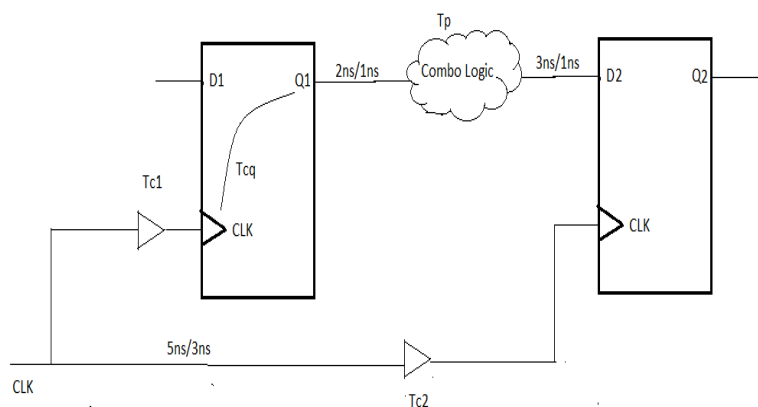 Tp
2ns/1ns
Combo Logic
3ns/1ns
D1
Q1
D2
Q2
Tcq
Tc1
CLK
CLK
5ns/3ns
CLK
Tc2